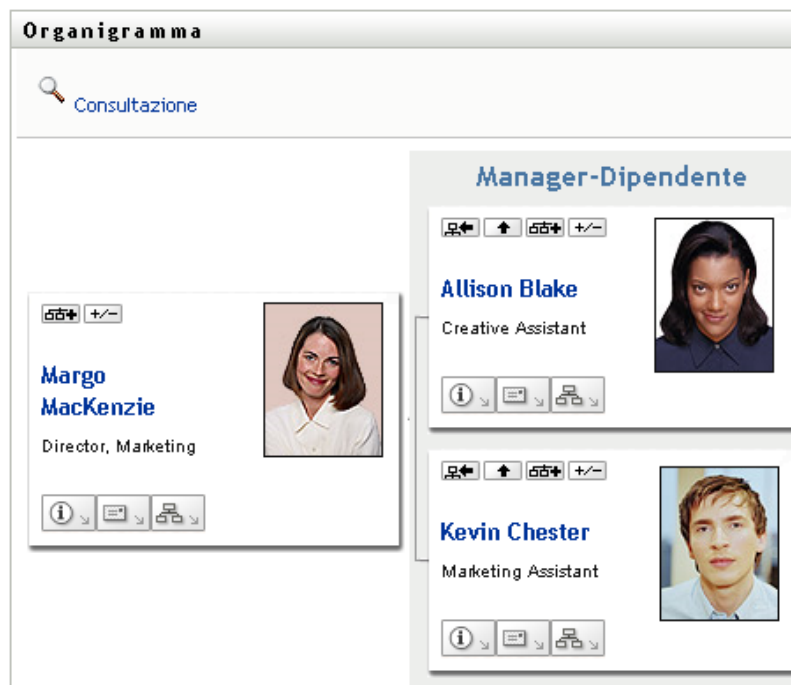 Organigramma
Consultazione
Manager-Dipendente
Margo
MacKenzie
Director, Marketing
+/-
Allison Blake
Creative Assistant
+/-
Kevin Chester
Marketing Assistant
+/-